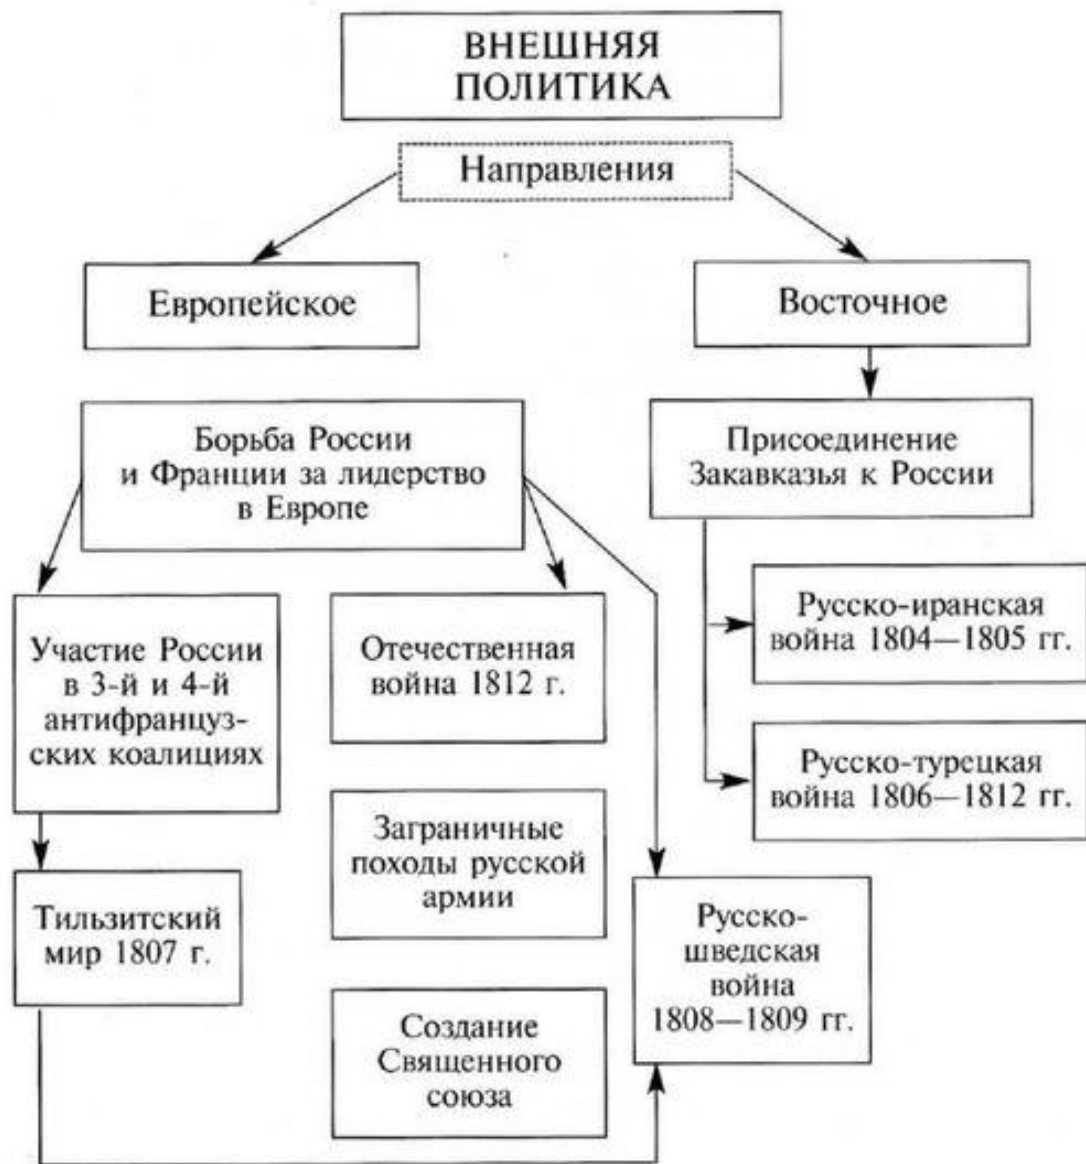 ВНЕШНЯЯ
ПОЛИТИКА
Направления
Европейское
Восточное
Борьба России
и Франции за лидерство
в Европе
Присоединение
Закавказья к России
Участие России
в 3-й и 4-й
антифранцуз-
ских коалициях
Отечественная
война 1812 г.
Русско-иранская
война 1804—1805 гг.
Русско-турецкая
война 1806—1812 гг.
Заграничные
походы русской
армии
Тильзитский
мир 1807 г.
Русско-
шведская
война
1808—1809 гг.
Создание
Священного
союза